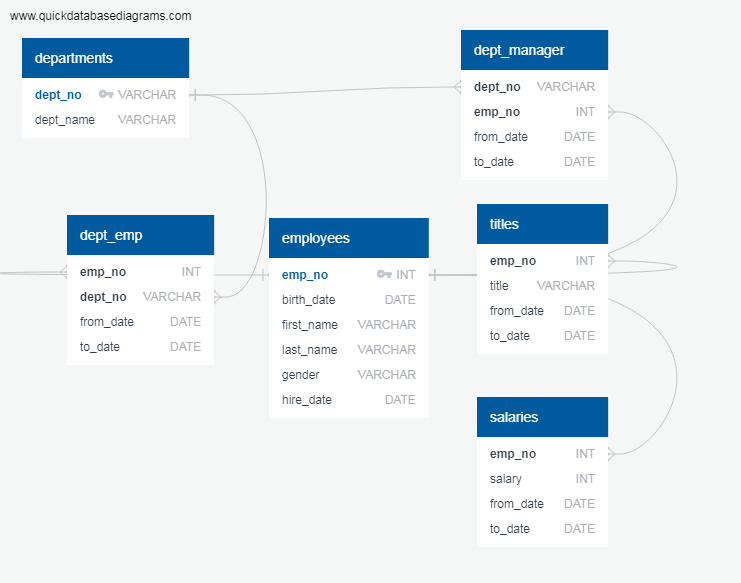 www.quickdatabasediagrams.com
departments
dept_no VARCHAR
dept_name VARCHAR
dept_manager
dept_no VARCHAR
emp_no INT
from_date DATE
to_date DATE
dept_emp
emp_no INT
dept_no VARCHAR
from_date DATE
to_date DATE
employees
emp_no INT
birth_date DATE
first_name VARCHAR
last_name VARCHAR
gender VARCHAR
hire_date DATE
titles
emp_no INT
title VARCHAR
from_date DATE
to_date DATE
salaries
emp_no INT
salary INT
from_date DATE
to_date DATE